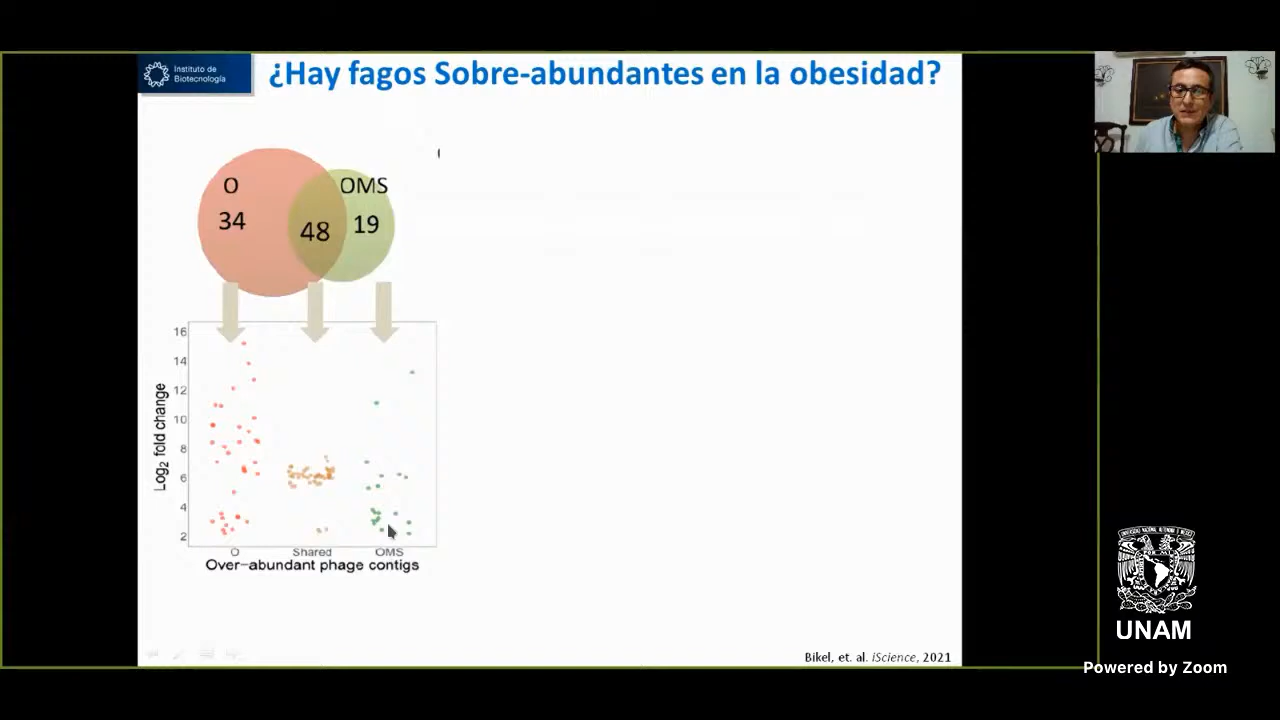 Instituto de
Biotecnología
¿Hay fagos Sobre-abundantes en la obesidad?
O
34
48
OMS
19
Log2 fold change
16
14
12
10
8
6
4
2
O
Shared
OMS
Over-abundant phage contigs
Bikel, et. al. iScience, 2021
UNAM
Powered by Zoom